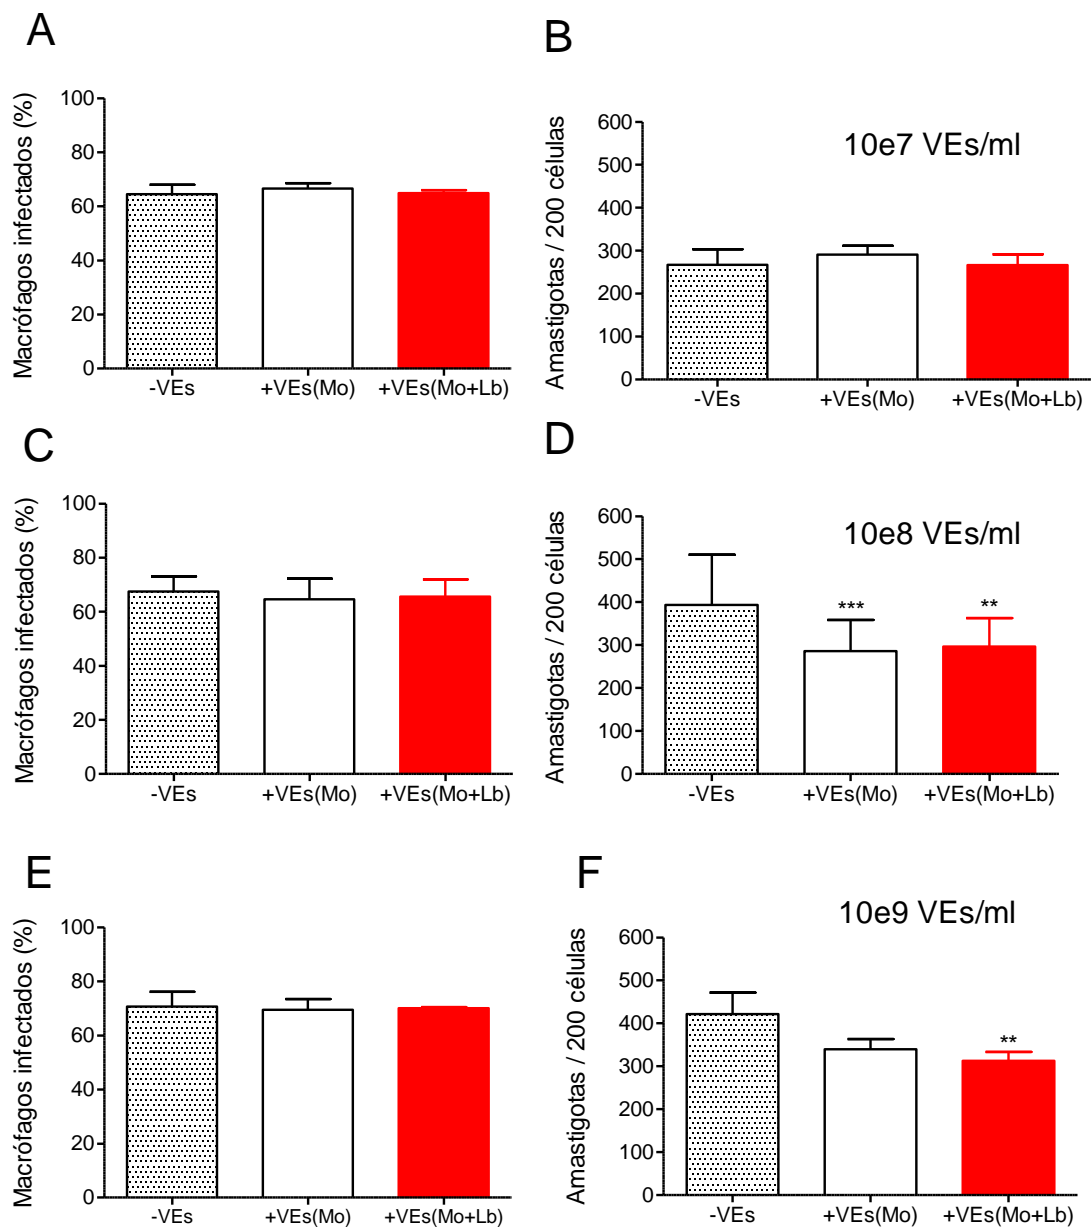 A
Macrófagos infectados (%)
100
80
60
40
20
0
-VEs +VEs(Mo) +VEs(Mo+Lb)
B
10e7 VEs/ml
Amastigotas / 200 células
600
500
400
300
200
100
0
-VEs +VEs(Mo) +VEs(Mo+Lb)
C
Macrófagos infectados (%)
100
80
60
40
20
0
-VEs +VEs(Mo) +VEs(Mo+Lb)
D
10e8 VEs/ml
Amastigotas / 200 células
600
500
400
300
200
100
0
*** **
-VEs +VEs(Mo) +VEs(Mo+Lb)
E
Macrófagos infectados (%)
100
80
60
40
20
0
-VEs +VEs(Mo) +VEs(Mo+Lb)
F
10e9 VEs/ml
Amastigotas / 200 células
600
500
400
300
200
100
0
**
-VEs +VEs(Mo) +VEs(Mo+Lb)